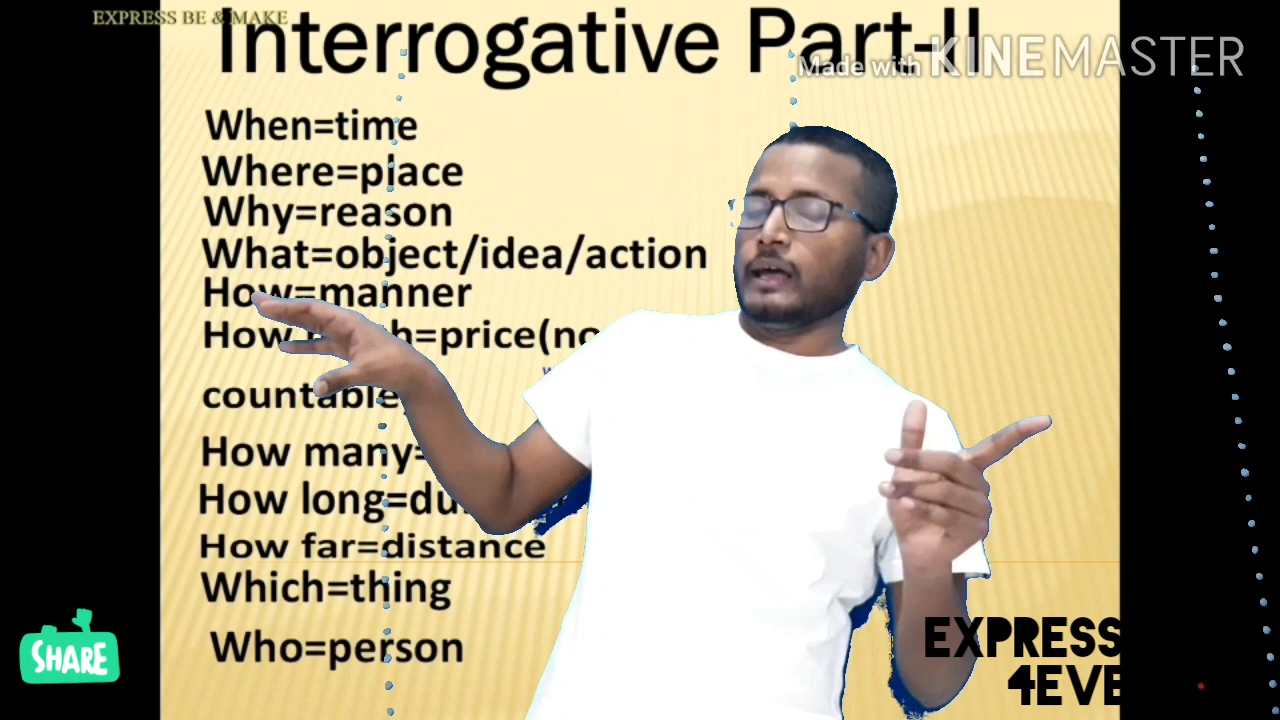 EXPRESS BE & MAKE
Interrogative Part-II
Made with KINEMASTER
When=time
Where=place
Why=reason
What=object/idea/action
How=manner
How h=price(no
countable
How many=
How long=du
How far=distance
Which=thing
Who=person
SHARE
EXPRESS
4EVE